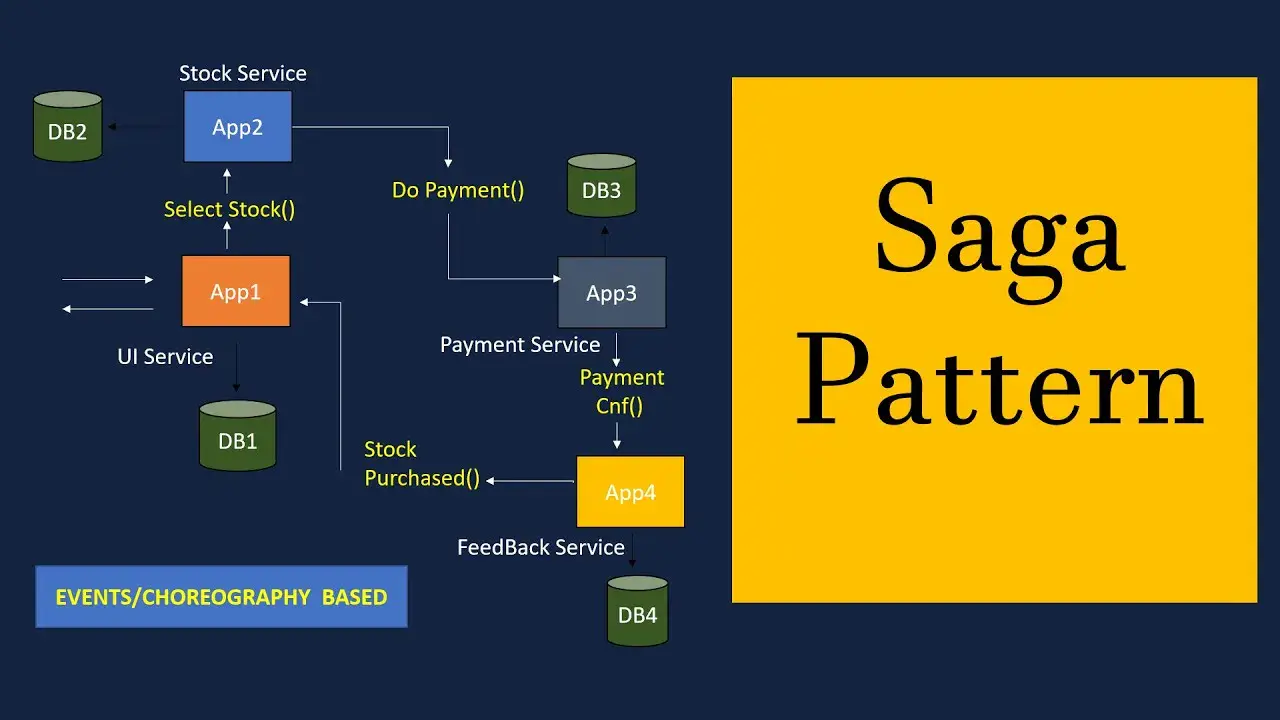 Stock Service
DB2
App2
Do Payment()
DB3
Select Stock()
App1
App3
UI Service
Payment Service
Payment
Cnf()
DB1
Stock
Purchased()
App4
FeedBack Service
DB4
EVENTS/CHOREOGRAPHY BASED
Saga
Pattern